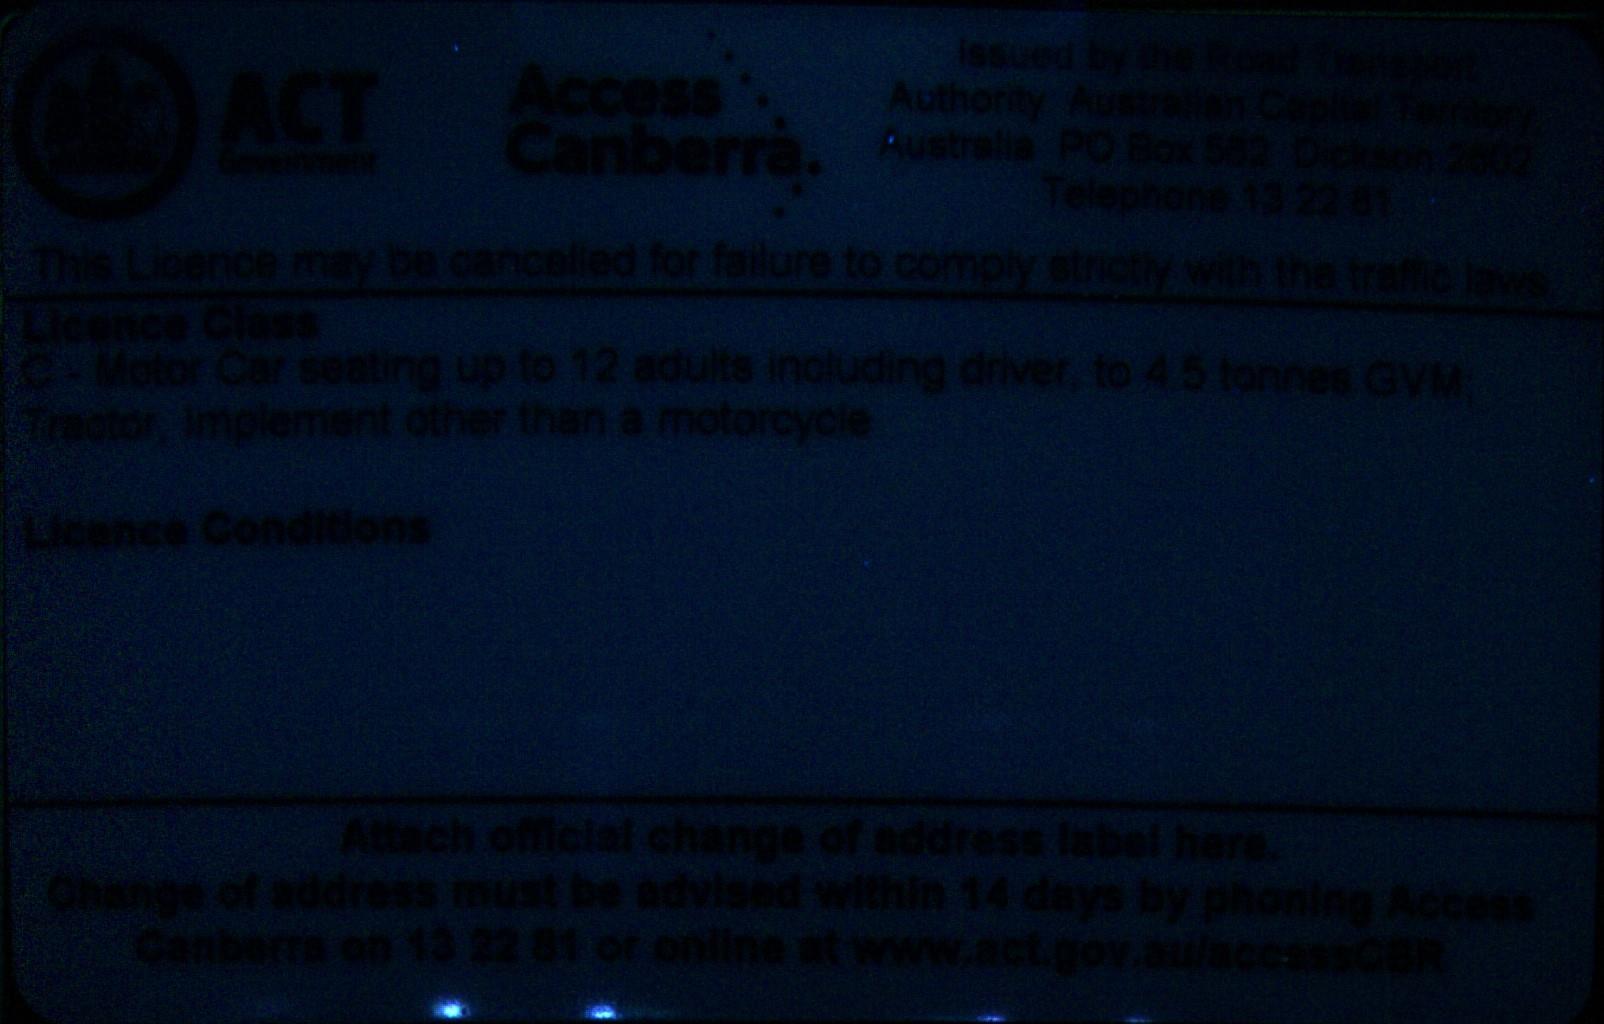 ACT
Government
Access
Canberra.
Issued by the Road Transport
Authority Australian Capital Territory,
Australia PO Box 582 Dickson 2602
Telephone 13 22 81
This Licence may be cancelled for failure to comply strictly with the traffic laws
Licence Class
C - Motor Car seating up to 12 adults including driver, to 4.5 tonnes GVM;
Tractor, Implement other than a motorcycle
Licence Conditions
Attach official change of address label here.
Change of address must be advised within 14 days by phoning Access
Canberra on 13 22 81 or online at www.act.gov.au/accessCBR